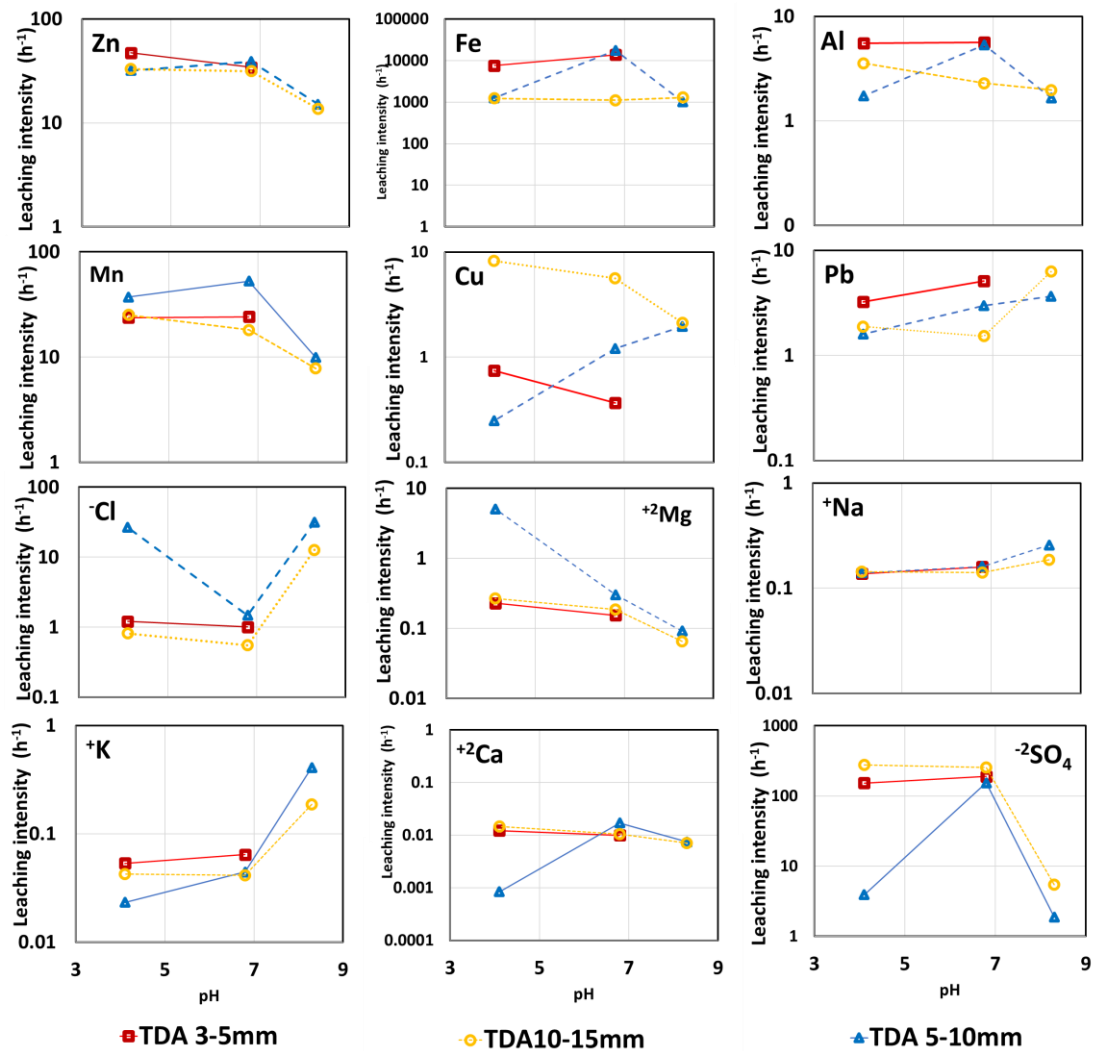 Zn
Leaching intensity (h⁻¹)
100
10
1
Fe
Leaching intensity (h⁻¹)
100000
10000
1000
100
10
1
Al
Leaching intensity (h⁻¹)
10
1
0
Mn
Leaching intensity (h⁻¹)
100
10
1
Cu
Leaching intensity (h⁻¹)
10
1
0.1
Pb
Leaching intensity (h⁻¹)
10
1
0.1
⁻Cl
Leaching intensity (h⁻¹)
100
10
1
0.1
⁺²Mg
Leaching intensity (h⁻¹)
10
1
0.1
0.01
⁺Na
Leaching intensity (h⁻¹)
1
0.1
0.01
⁺K
Leaching intensity (h⁻¹)
1
0.1
0.01
3 5 7 9
pH
⁺²Ca
Leaching intensity (h⁻¹)
1
0.1
0.01
0.001
0.0001
3 5 7 9
pH
⁻²SO₄
Leaching intensity (h⁻¹)
1000
100
10
1
3 5 7 9
pH
TDA 3-5mm
TDA10-15mm
TDA 5-10mm